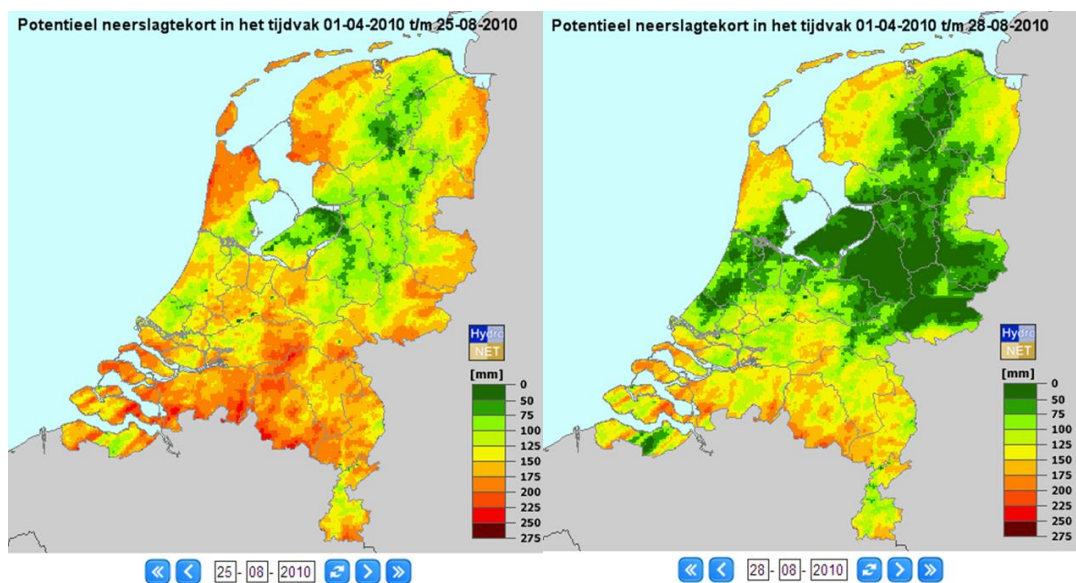 Potentieel neerslagtekort in het tijdvak 01-04-2010 t/m 25-08-2010
Hydro
NET
[mm]
0
50
75
100
125
150
175
200
225
250
275
25- 08 - 2010
Potentieel neerslagtekort in het tijdvak 01-04-2010 t/m 28-08-2010
Hydro
NET
[mm]
0
50
75
100
125
150
175
200
225
250
275
28 - 08 - 2010